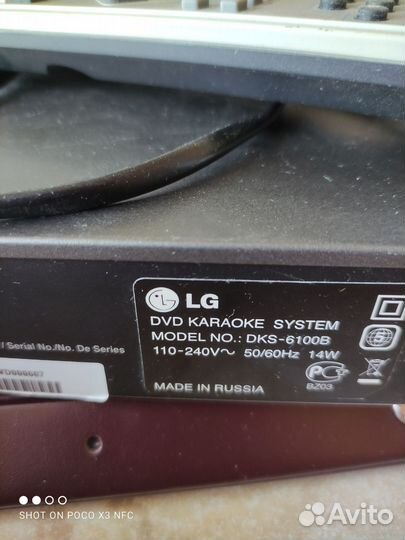 LG
DVD KARAOKE SYSTEM
MODEL NO.: DKS-6100B
110-240V~ 50/60Hz 14W
MADE IN RUSSIA
BZ03
/ Serial No./No. De Series
SHOT ON POCO X3 NFC
Avito